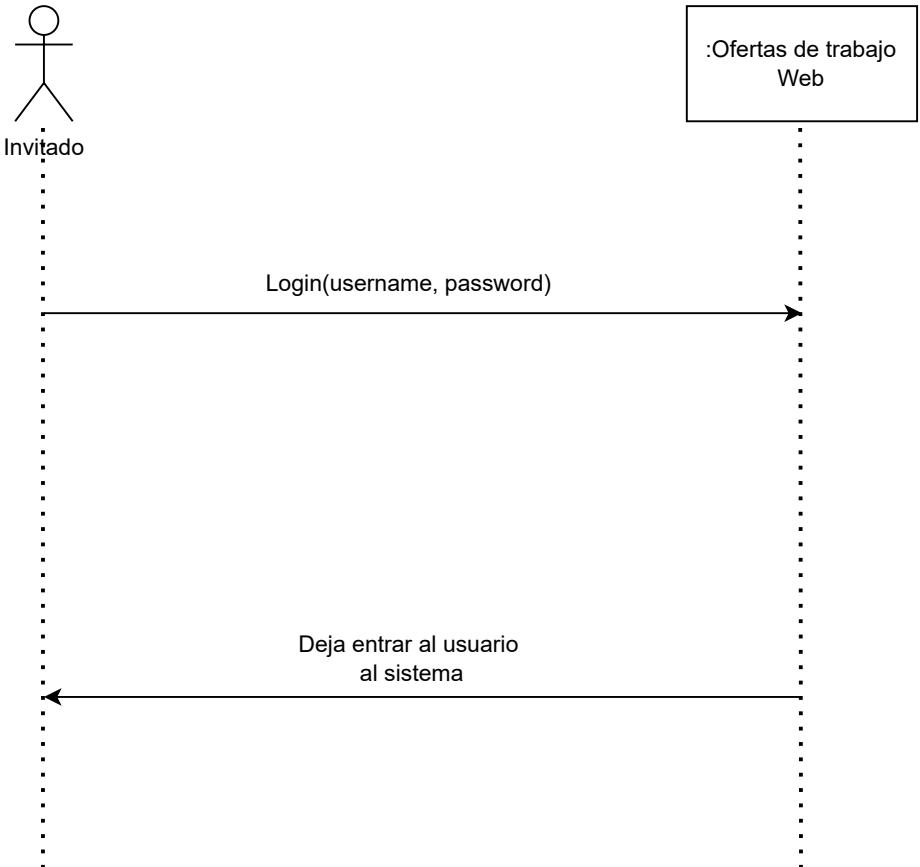 :Ofertas de trabajo
Web
Invitado
Login(username, password)
Deja entrar al usuario
al sistema